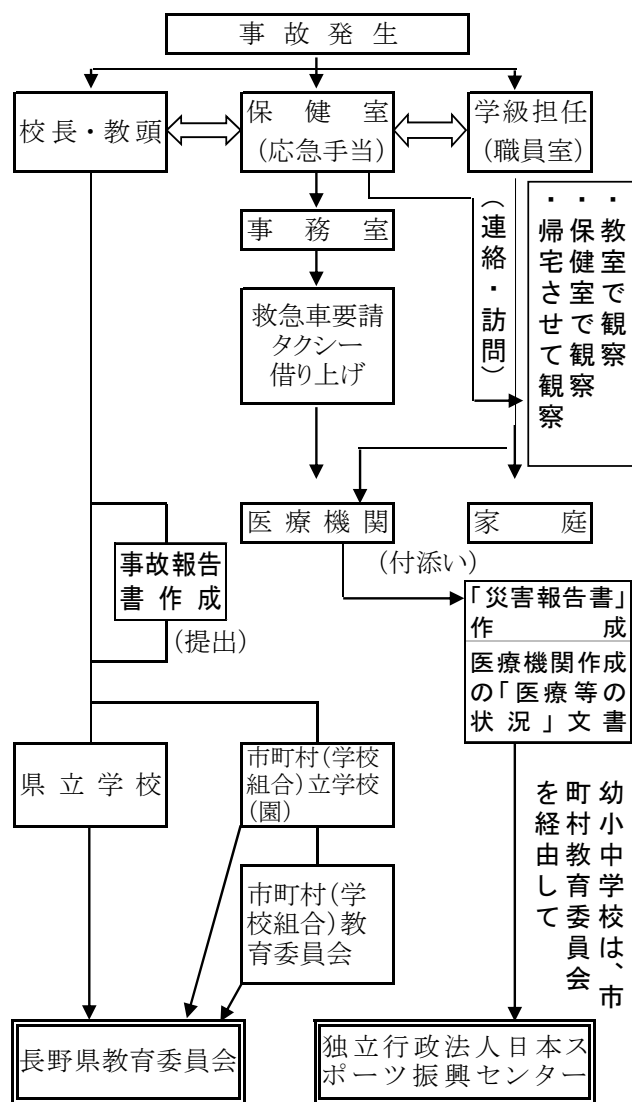 事故発生
校長・教頭
保健室
(応急手当)
学級担任
(職員室)
事務室
(連絡・訪問)
・教室で観察
・保健室で観察
・帰宅させて観察
救急車要請
タクシー
借り上げ
医療機関
家庭
(付添い)
事故報告
書作成
(提出)
「災害報告書」
作成
医療機関作成
の「医療等の
状況」文書
県立学校
市町村(学校
組合)立学校
(園)
市町村(学
校組合)教
育委員会
幼小中学校は、市
町村教育委員会
を経由して
長野県教育委員会
独立行政法人日本ス
ポーツ振興センター